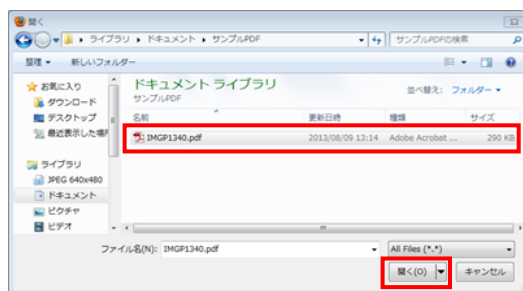 開く
ライブラリ ▸ ドキュメント ▸ サンプルPDF
サンプルPDFの検索
整理 ▾ 新しいフォルダー
お気に入り
ダウンロード
デスクトップ
最近表示した場所
ライブラリ
JPEG 640x480
ドキュメント
ピクチャ
ビデオ
ドキュメント ライブラリ
サンプルPDF
並べ替え: フォルダー ▾
名前 更新日時 種類 サイズ
IMGP1340.pdf 2013/08/09 13:14 Adobe Acrobat ... 290 KB
ファイル名(N): IMGP1340.pdf
All Files (*.*)
開く(O) キャンセル